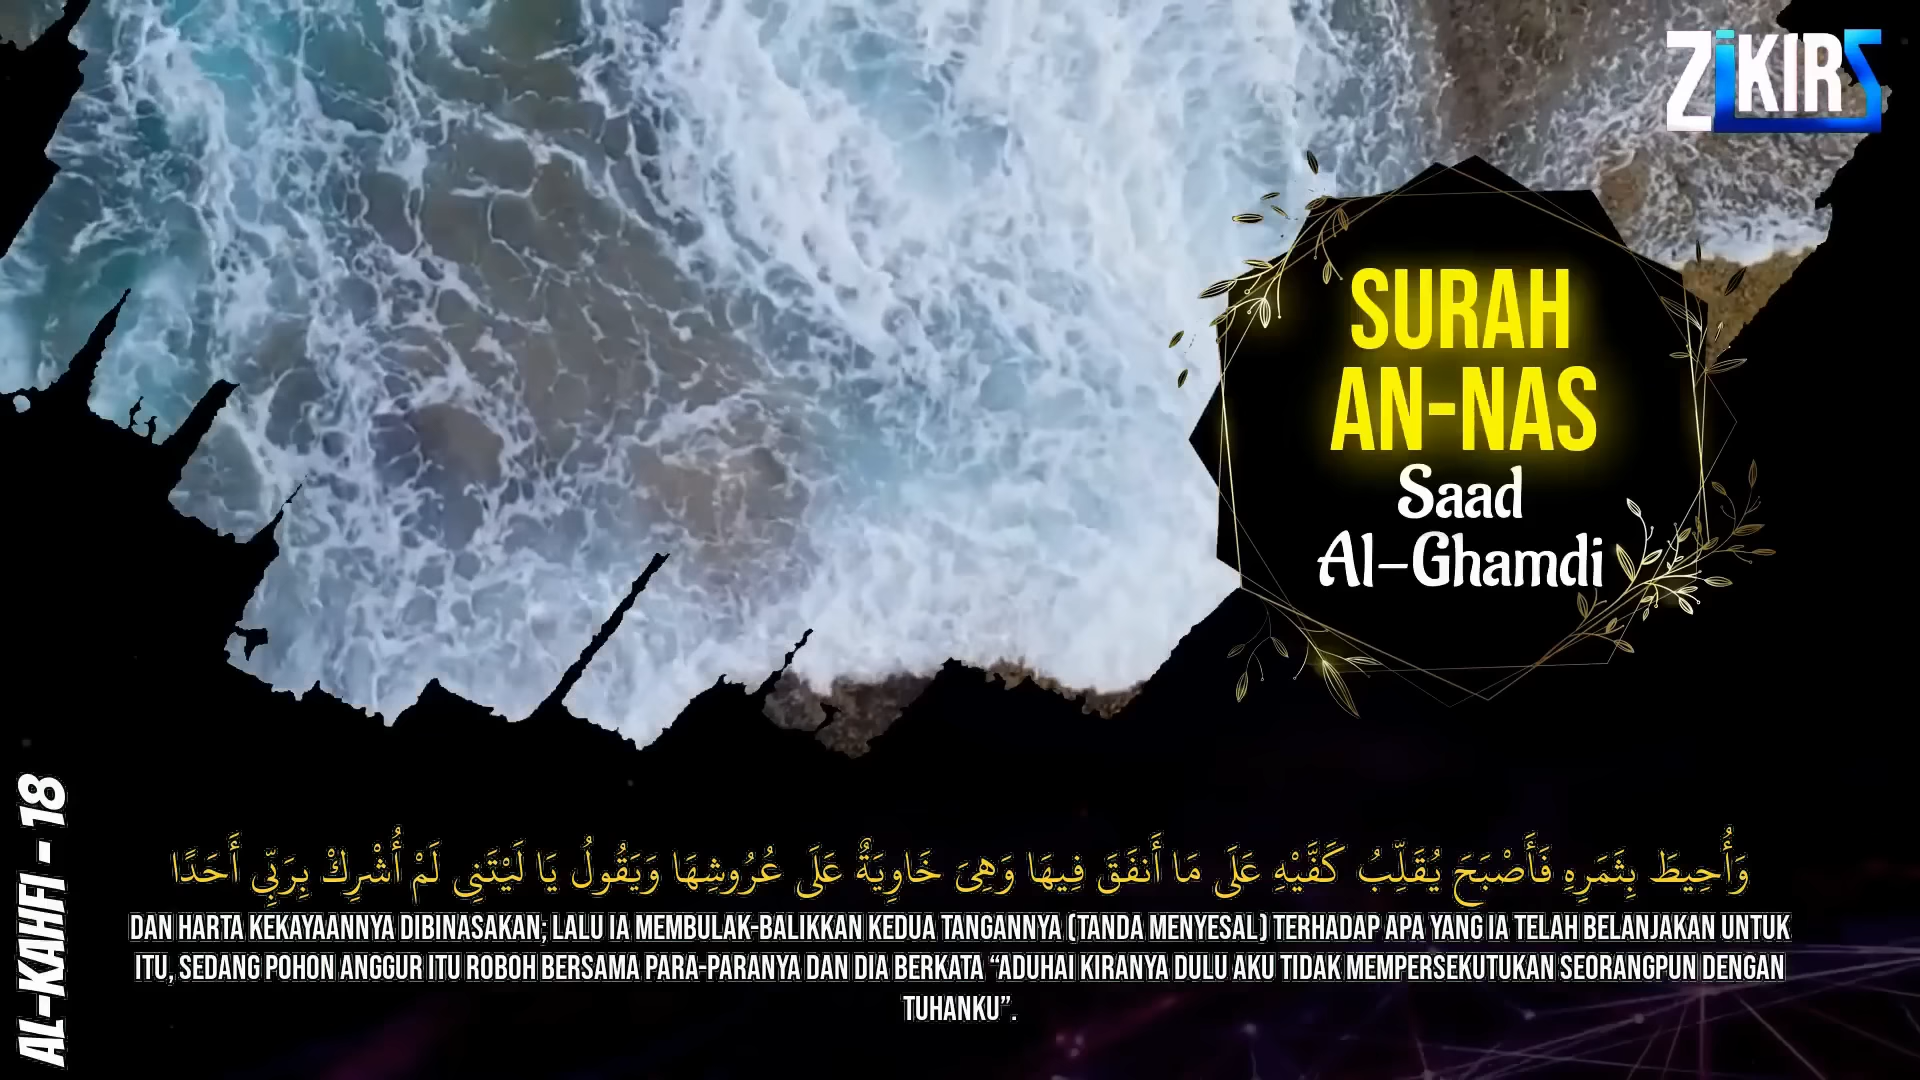 ZiKIRS
SURAH
AN-NAS
Saad
Al-Ghamdi
AL-KAHFI - 18
وَأُحِيطَ بِثَمَرِهِ فَأَصْبَحَ يُقَلِّبُ كَفَّيْهِ عَلَى مَا أَنفَقَ فِيهَا وَهِىَ خَاوِيَةٌ عَلَى عُرُوشِهَا وَيَقُولُ يَا لَيْتَنِى لَمْ أُشْرِكْ بِرَبِّى أَحَدًا
DAN HARTA KEKAYAANNYA DIBINASAKAN; LALU IA MEMBULAK-BALIKKAN KEDUA TANGANNYA (TANDA MENYESAL) TERHADAP APA YANG IA TELAH BELANJAKAN UNTUK
ITU, SEDANG POHON ANGGUR ITU ROBOH BERSAMA PARA-PARANYA DAN DIA BERKATA “ADUHAI KIRANYA DULU AKU TIDAK MEMPERSEKUTUKAN SEORANGPUN DENGAN
TUHANKU”.